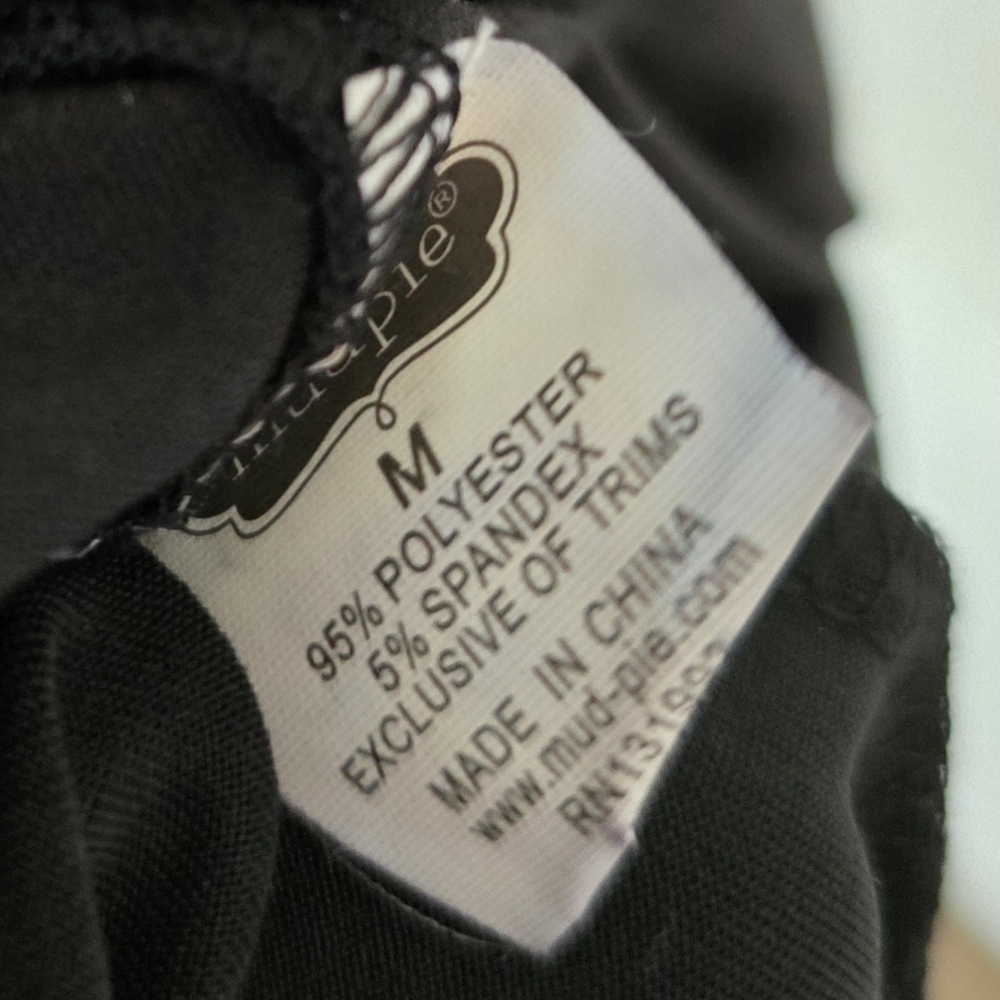 mudpie®
M
95% POLYESTER
5% SPANDEX
EXCLUSIVE OF TRIMS
MADE IN CHINA
www.mud-pie.com